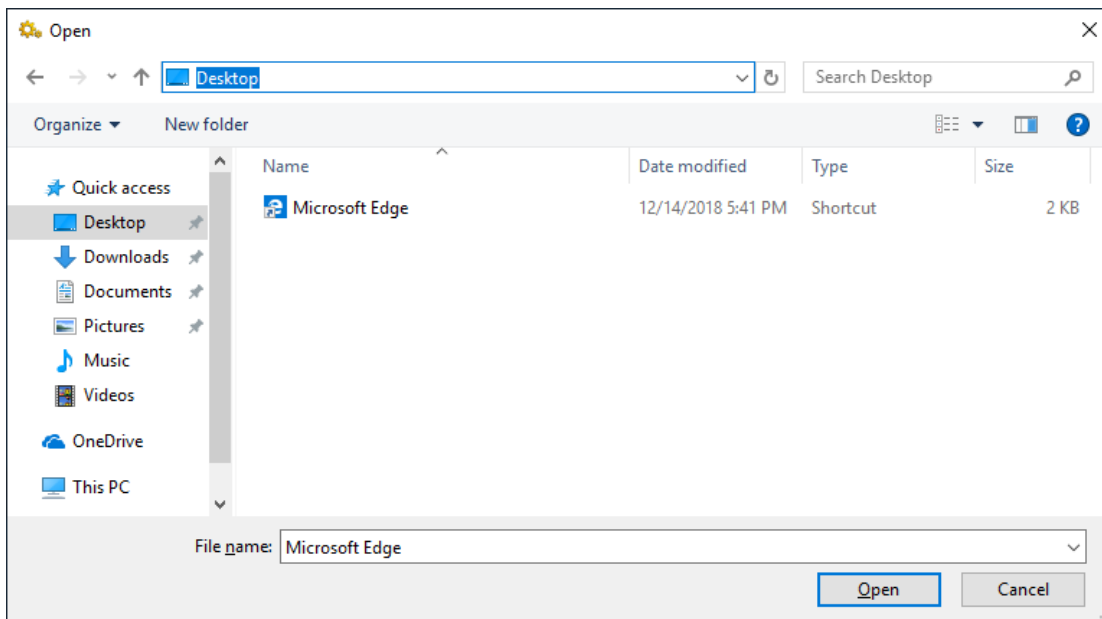 Open
Desktop
Search Desktop
Organize
New folder
?
Name
Date modified
Type
Size
Quick access
Desktop
Downloads
Documents
Pictures
Music
Videos
OneDrive
This PC
Microsoft Edge
12/14/2018 5:41 PM
Shortcut
2 KB
File name:
Microsoft Edge
Open
Cancel